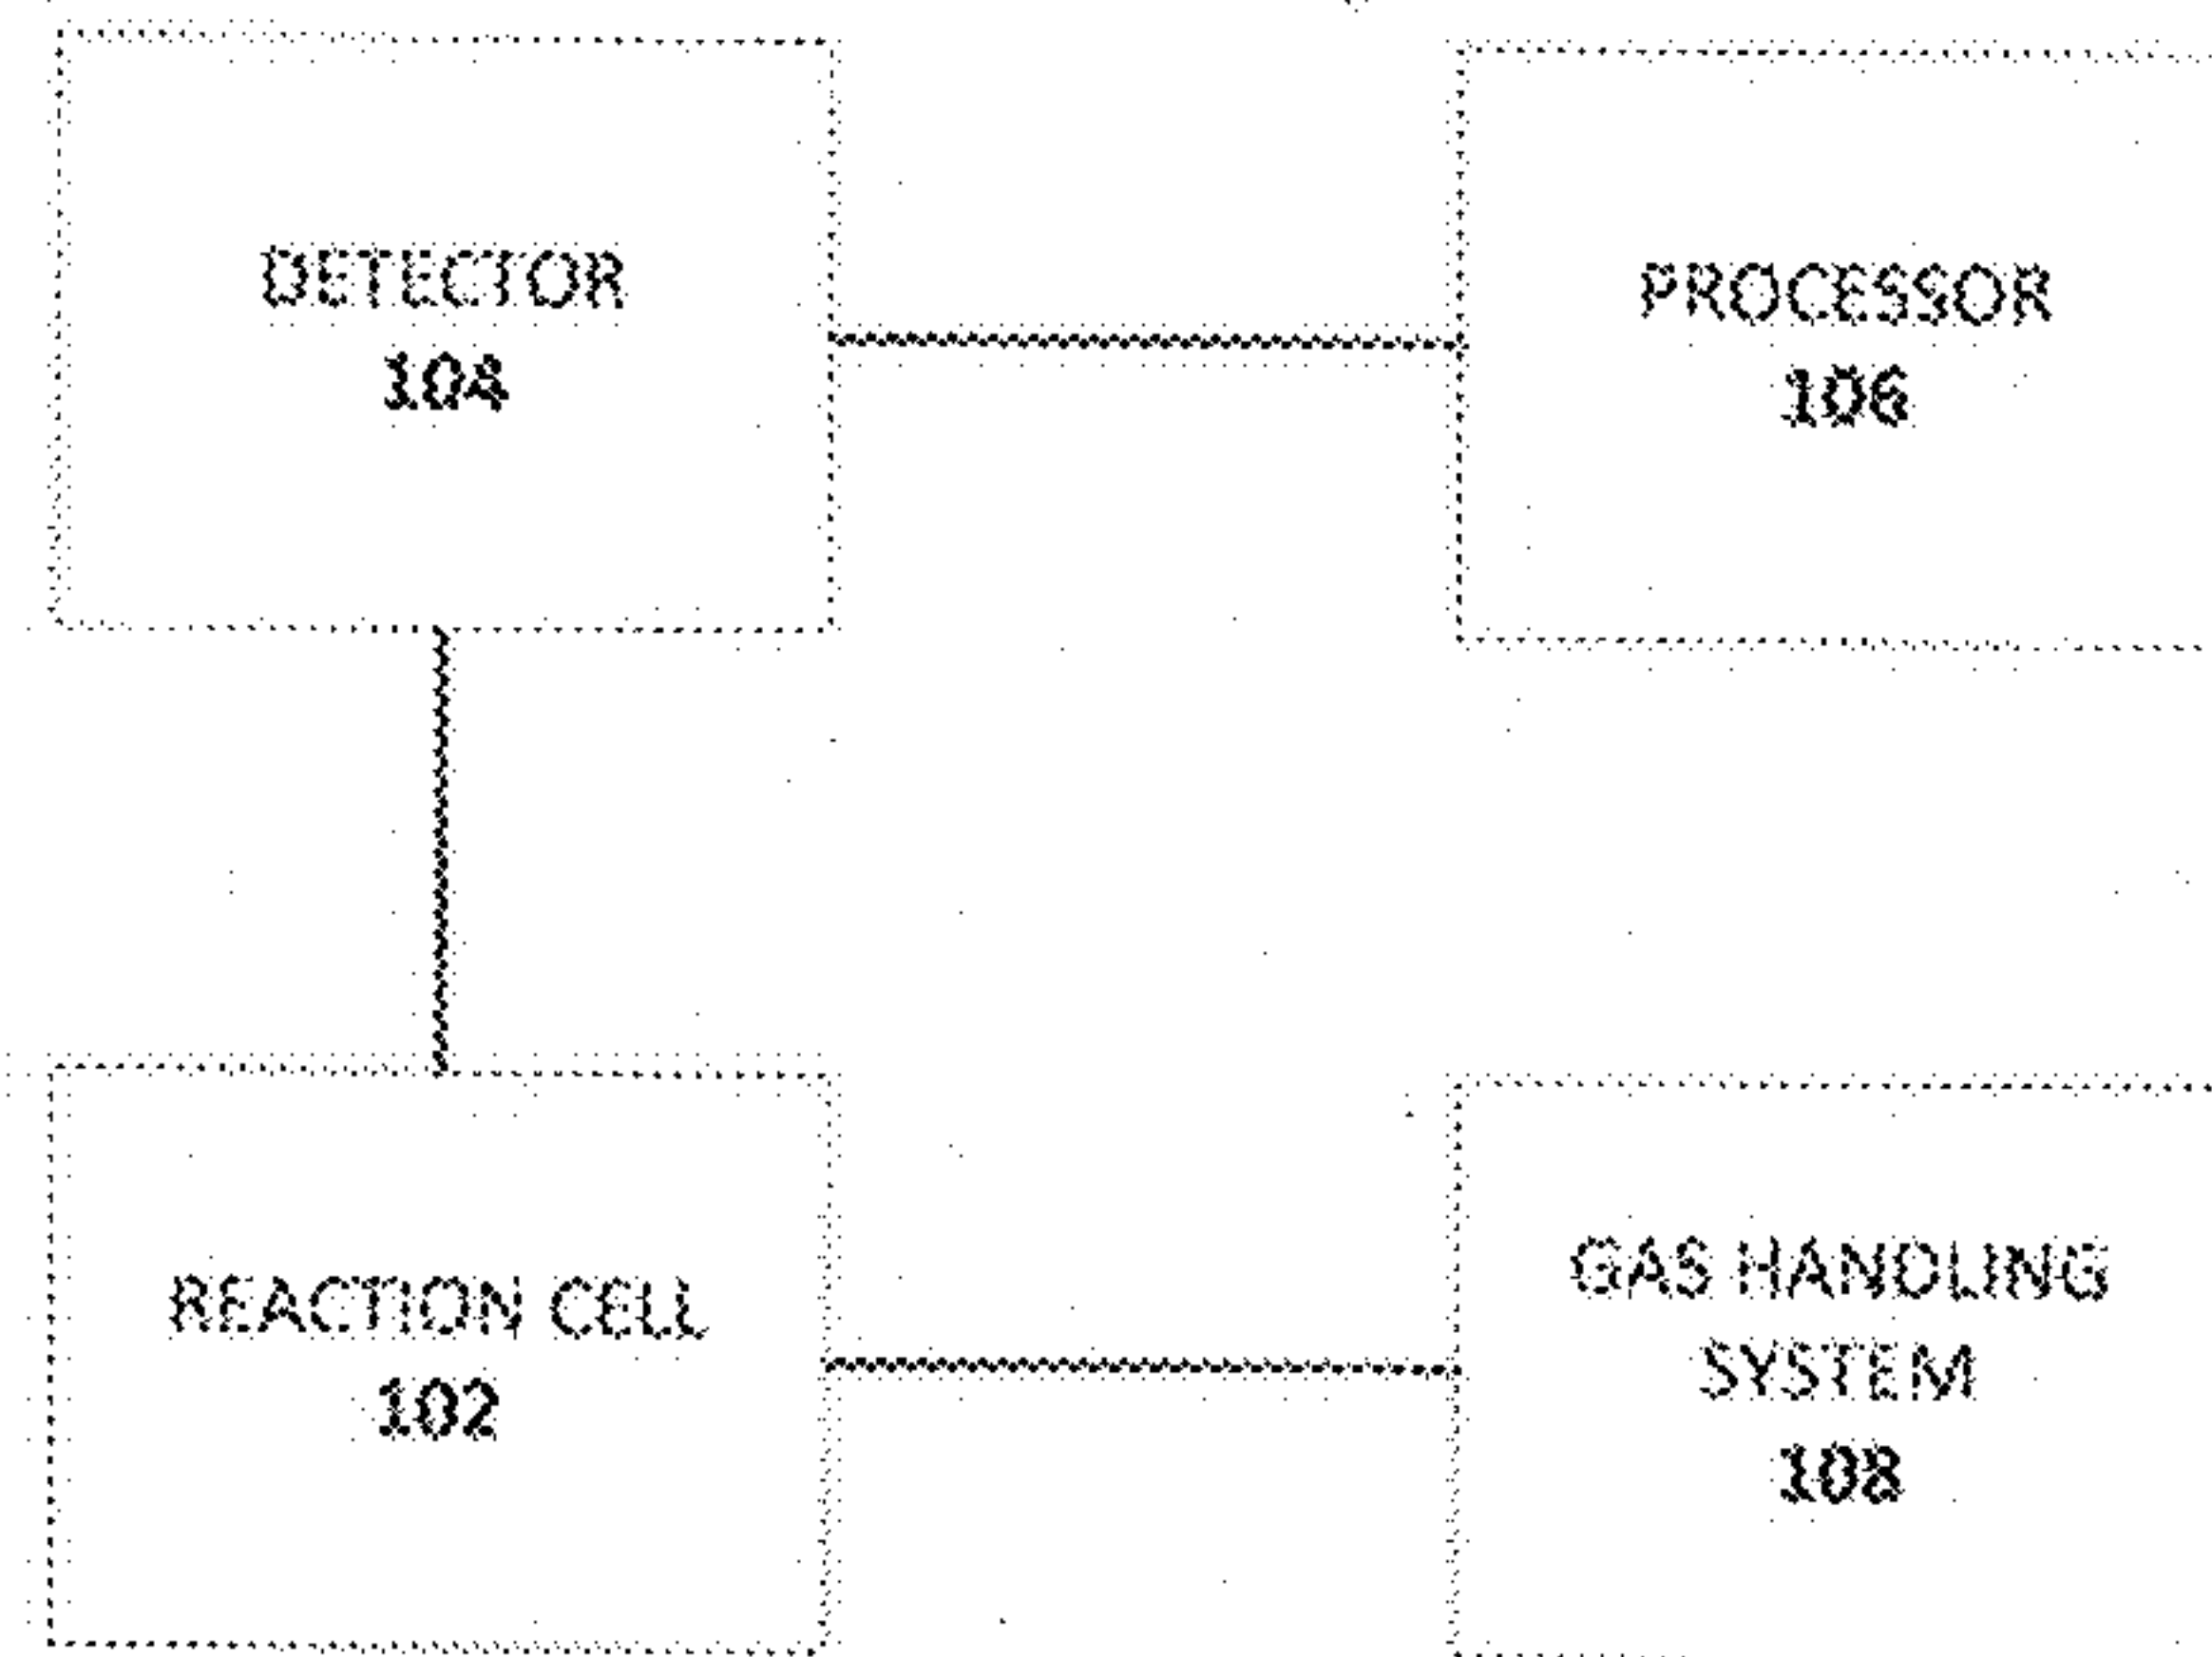 DETECTOR
104
PROCESSOR
106
REACTION CELL
102
GAS HANDLING
SYSTEM
108